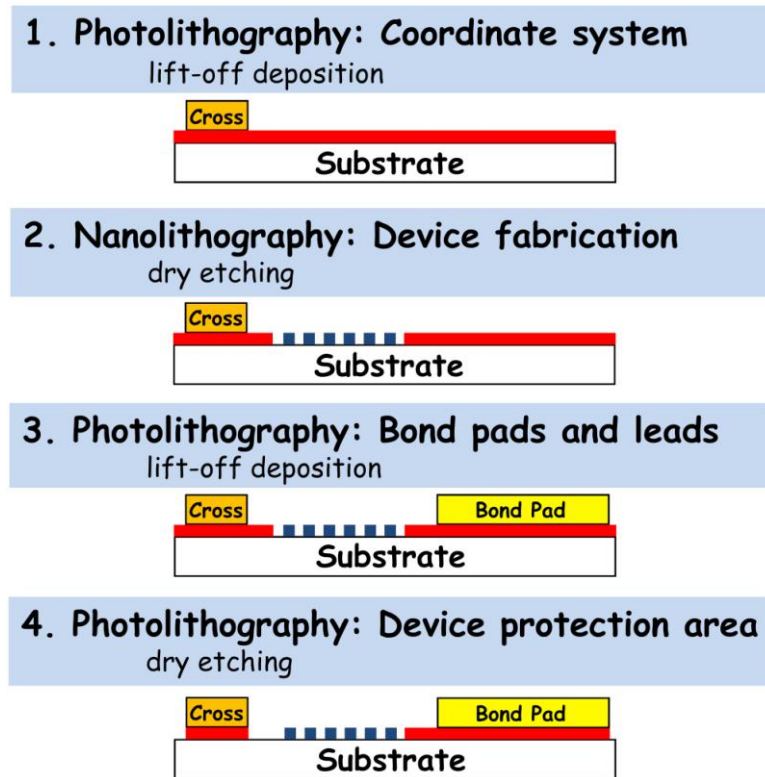 1. Photolithography: Coordinate system
lift-off deposition
Cross
Substrate
2. Nanolithography: Device fabrication
dry etching
Cross
Substrate
3. Photolithography: Bond pads and leads
lift-off deposition
Cross
Bond Pad
Substrate
4. Photolithography: Device protection area
dry etching
Cross
Bond Pad
Substrate